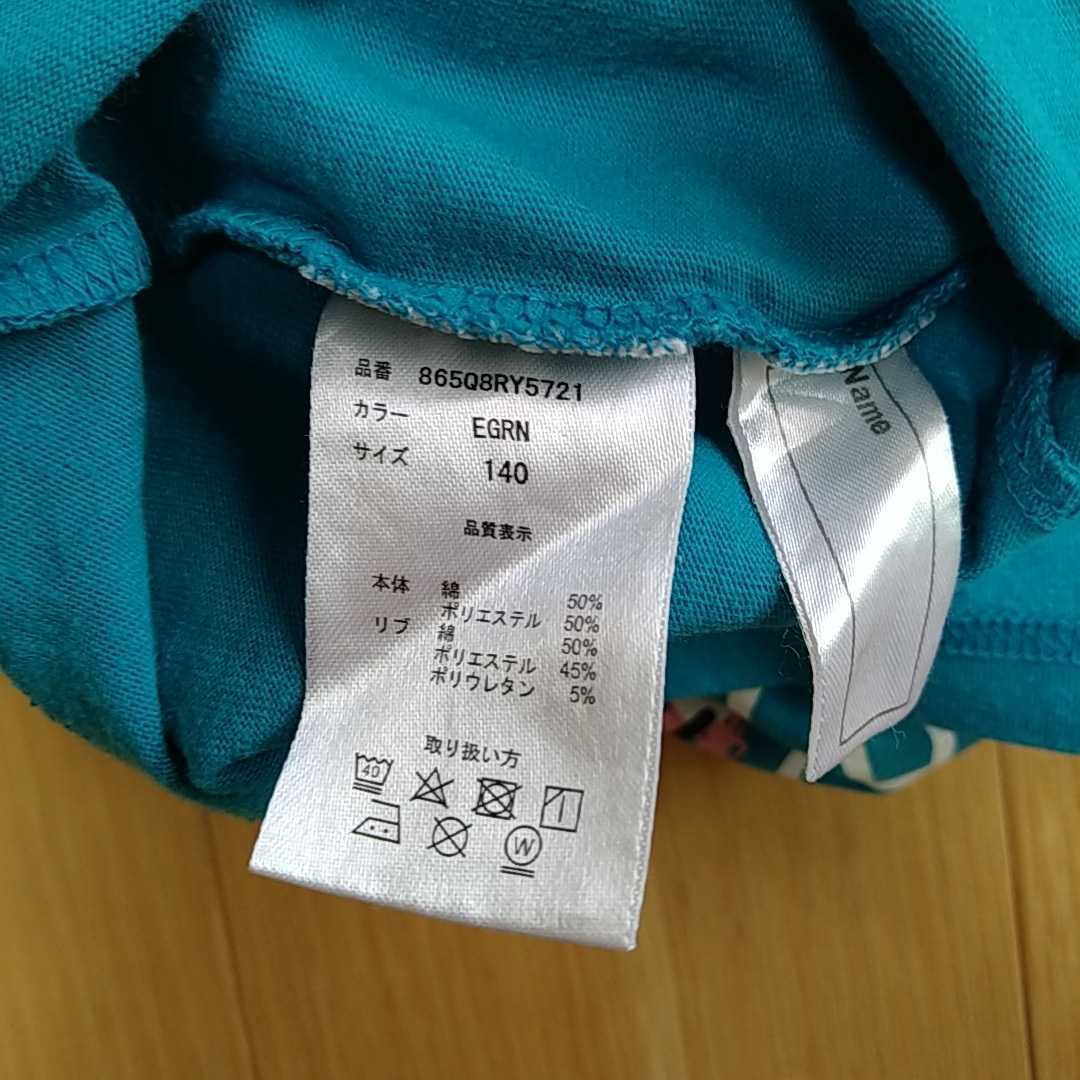 品番 865Q8RY5721
カラー EGRN
サイズ 140
品質表示
本体 綿 50%
ポリエステル 50%
リブ 綿 50%
ポリエステル 45%
ポリウレタン 5%
取り扱い方
40
W
Name